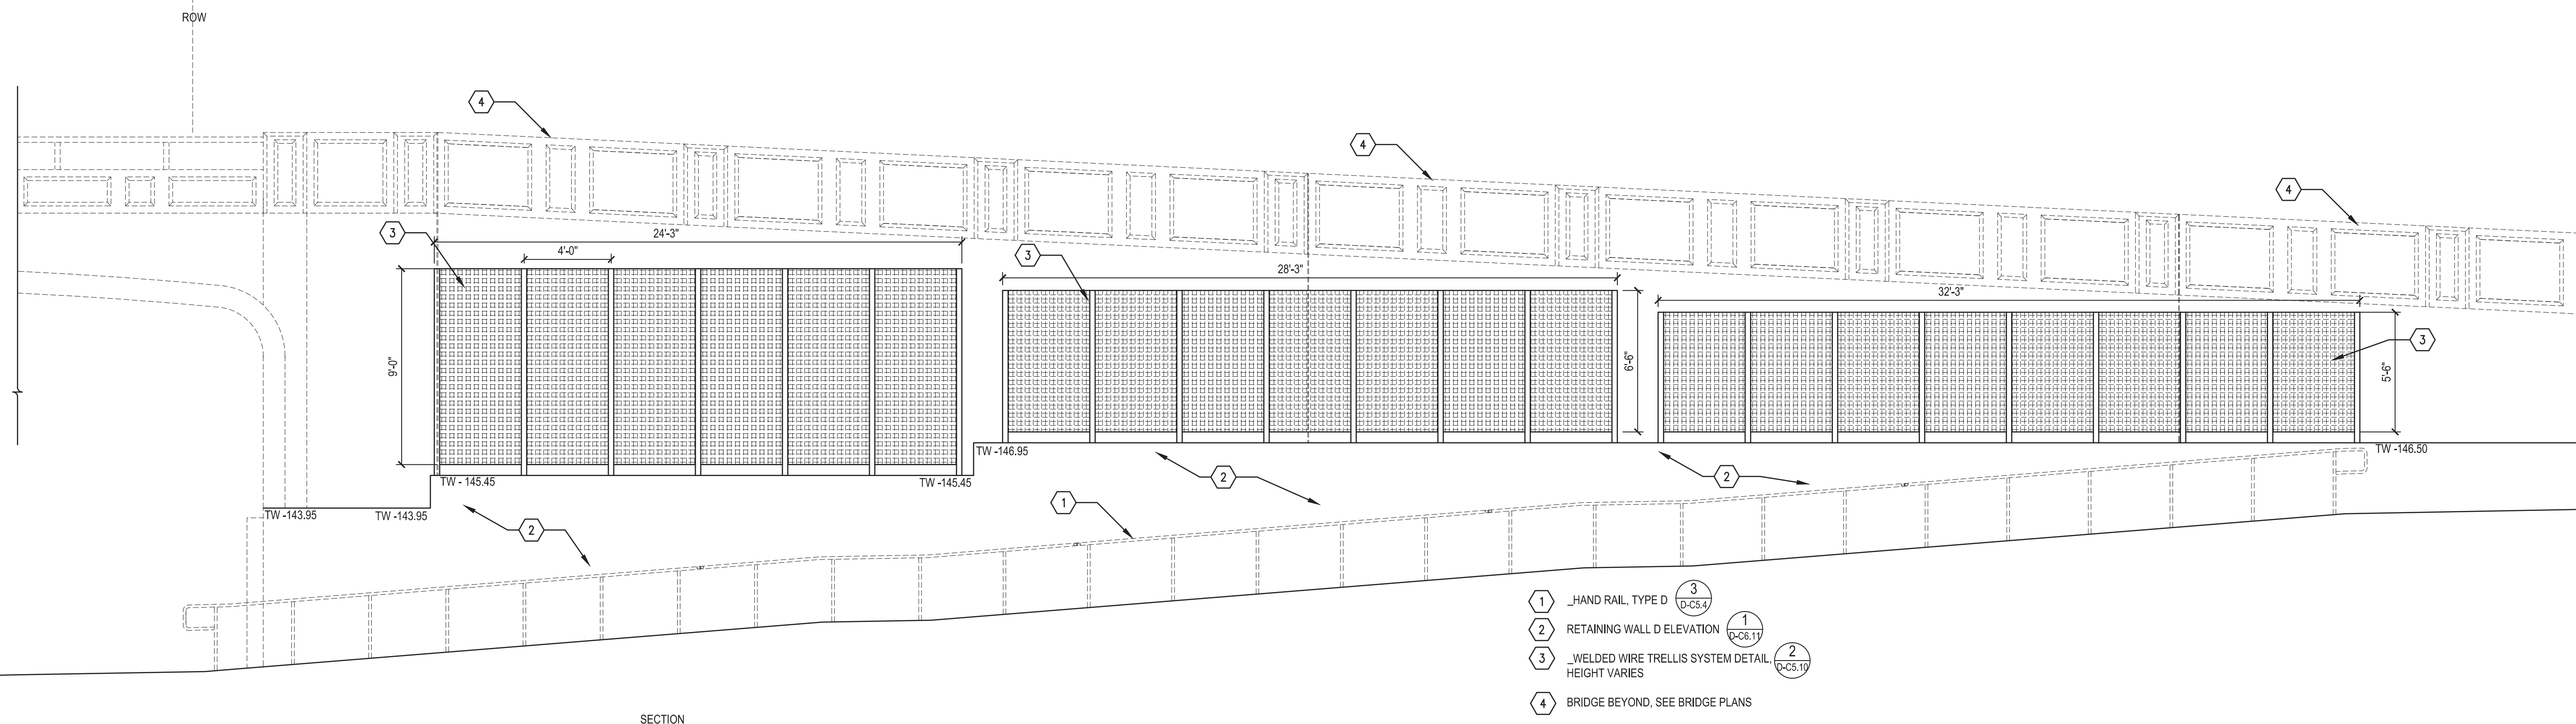 ROW
4
4
4
3
24'-3"
4'-0"
3
28'-3"
32'-3"
9'-0"
6'-6"
5'-6"
3
TW - 145.45
TW -145.45
TW -146.95
TW -146.50
TW -143.95
TW -143.95
2
2
2
1
1 _HAND RAIL, TYPE D 3
D-C5.4
2 RETAINING WALL D ELEVATION 1
D-C6.11
3 _WELDED WIRE TRELLIS SYSTEM DETAIL, 2
HEIGHT VARIES D-C5.10
4 BRIDGE BEYOND, SEE BRIDGE PLANS
SECTION